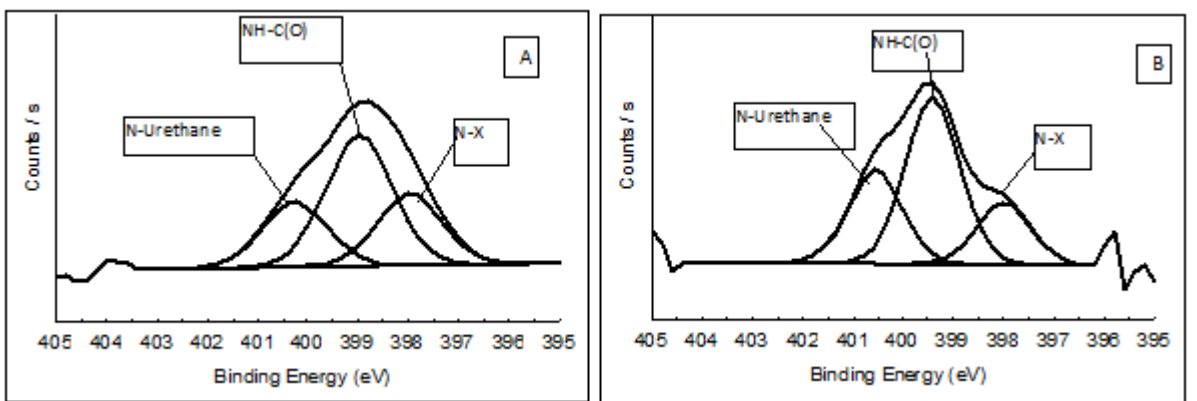 NH-C(O)
A
N-Urethane
N-X
Counts / s
405 404 403 402 401 400 399 398 397 396 395
Binding Energy (eV)
NH-C(O)
B
N-Urethane
N-X
Counts / s
405 404 403 402 401 400 399 398 397 396 395
Binding Energy (eV)